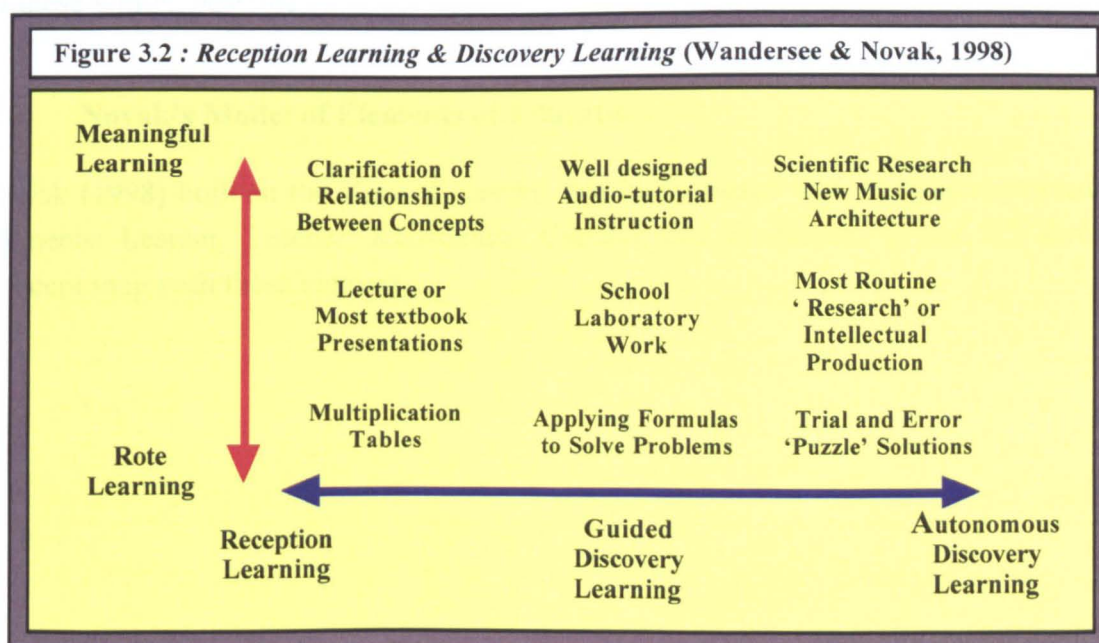 Figure 3.2 : Reception Learning & Discovery Learning (Wandersee & Novak, 1998)
Meaningful
Learning
Clarification of
Relationships
Between Concepts
Well designed
Audio-tutorial
Instruction
Scientific Research
New Music or
Architecture
Lecture or
Most textbook
Presentations
School
Laboratory
Work
Most Routine
‘ Research’ or
Intellectual
Production
Multiplication
Tables
Applying Formulas
to Solve Problems
Trial and Error
‘Puzzle’ Solutions
Rote
Learning
Reception
Learning
Guided
Discovery
Learning
Autonomous
Discovery
Learning